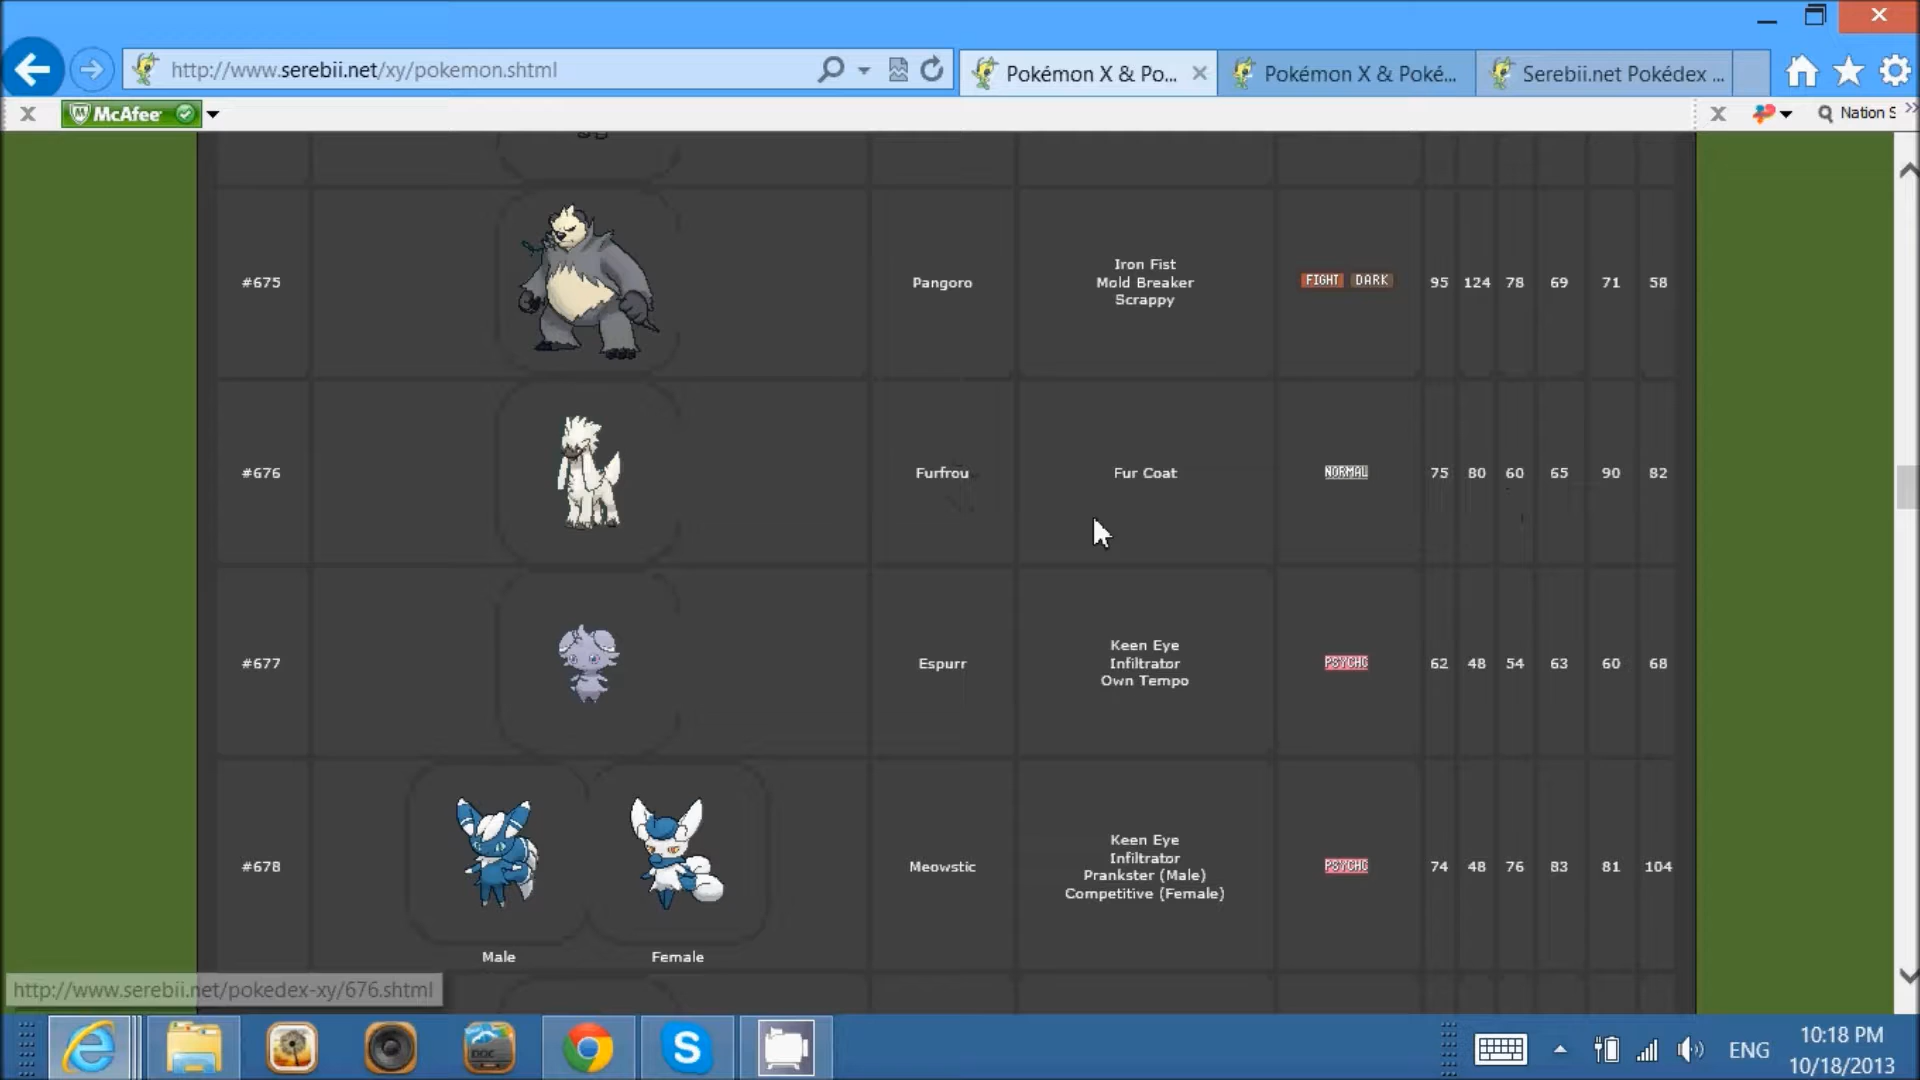 http://www.serebii.net/xy/pokemon.shtml
Pokémon X & Po...
Pokémon X & Poké...
Serebii.net Pokédex ...
McAfee
Nation S
#675
Pangoro
Iron Fist
Mold Breaker
Scrappy
FIGHT DARK
95 124 78 69 71 58
#676
Furfrou
Fur Coat
NORMAL
75 80 60 65 90 82
#677
Espurr
Keen Eye
Infiltrator
Own Tempo
PSYCHC
62 48 54 63 60 68
#678
Male
Female
Meowstic
Keen Eye
Infiltrator
Prankster (Male)
Competitive (Female)
PSYCHC
74 48 76 83 81 104
http://www.serebii.net/pokedex-xy/676.shtml
DOC
ENG
10:18 PM
10/18/2013